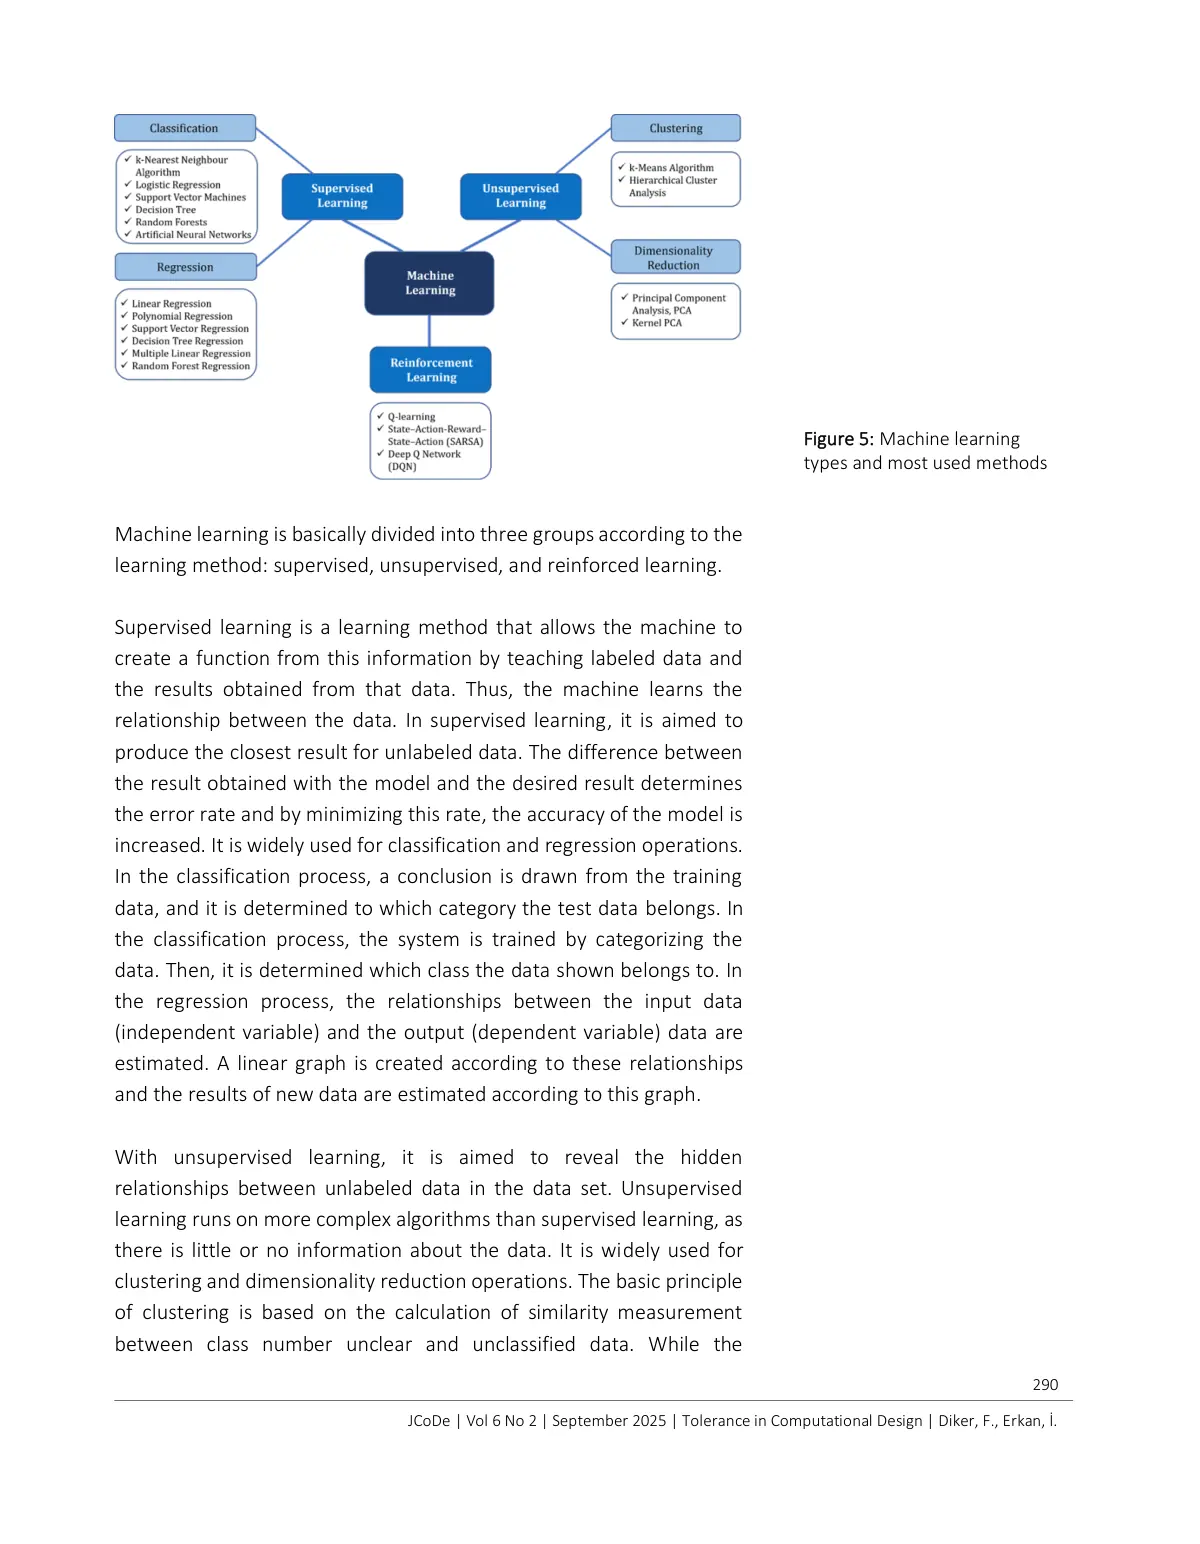 Classification
✓ k-Nearest Neighbour
Algorithm
✓ Logistic Regression
✓ Support Vector Machines
✓ Decision Tree
✓ Random Forests
✓ Artificial Neural Networks
Regression
✓ Linear Regression
✓ Polynomial Regression
✓ Support Vector Regression
✓ Decision Tree Regression
✓ Multiple Linear Regression
✓ Random Forest Regression
Supervised
Learning
Unsupervised
Learning
Machine
Learning
Reinforcement
Learning
✓ Q-learning
✓ State–Action-Reward–
State–Action (SARSA)
✓ Deep Q Network
(DQN)
Clustering
✓ k-Means Algorithm
✓ Hierarchical Cluster
Analysis
Dimensionality
Reduction
✓ Principal Component
Analysis, PCA
✓ Kernel PCA
Figure 5: Machine learning
types and most used methods
Machine learning is basically divided into three groups according to the
learning method: supervised, unsupervised, and reinforced learning.
Supervised learning is a learning method that allows the machine to
create a function from this information by teaching labeled data and
the results obtained from that data. Thus, the machine learns the
relationship between the data. In supervised learning, it is aimed to
produce the closest result for unlabeled data. The difference between
the result obtained with the model and the desired result determines
the error rate and by minimizing this rate, the accuracy of the model is
increased. It is widely used for classification and regression operations.
In the classification process, a conclusion is drawn from the training
data, and it is determined to which category the test data belongs. In
the classification process, the system is trained by categorizing the
data. Then, it is determined which class the data shown belongs to. In
the regression process, the relationships between the input data
(independent variable) and the output (dependent variable) data are
estimated. A linear graph is created according to these relationships
and the results of new data are estimated according to this graph.
With unsupervised learning, it is aimed to reveal the hidden
relationships between unlabeled data in the data set. Unsupervised
learning runs on more complex algorithms than supervised learning, as
there is little or no information about the data. It is widely used for
clustering and dimensionality reduction operations. The basic principle
of clustering is based on the calculation of similarity measurement
between class number unclear and unclassified data. While the
290
JCoDe | Vol 6 No 2 | September 2025 | Tolerance in Computational Design | Diker, F., Erkan, İ.